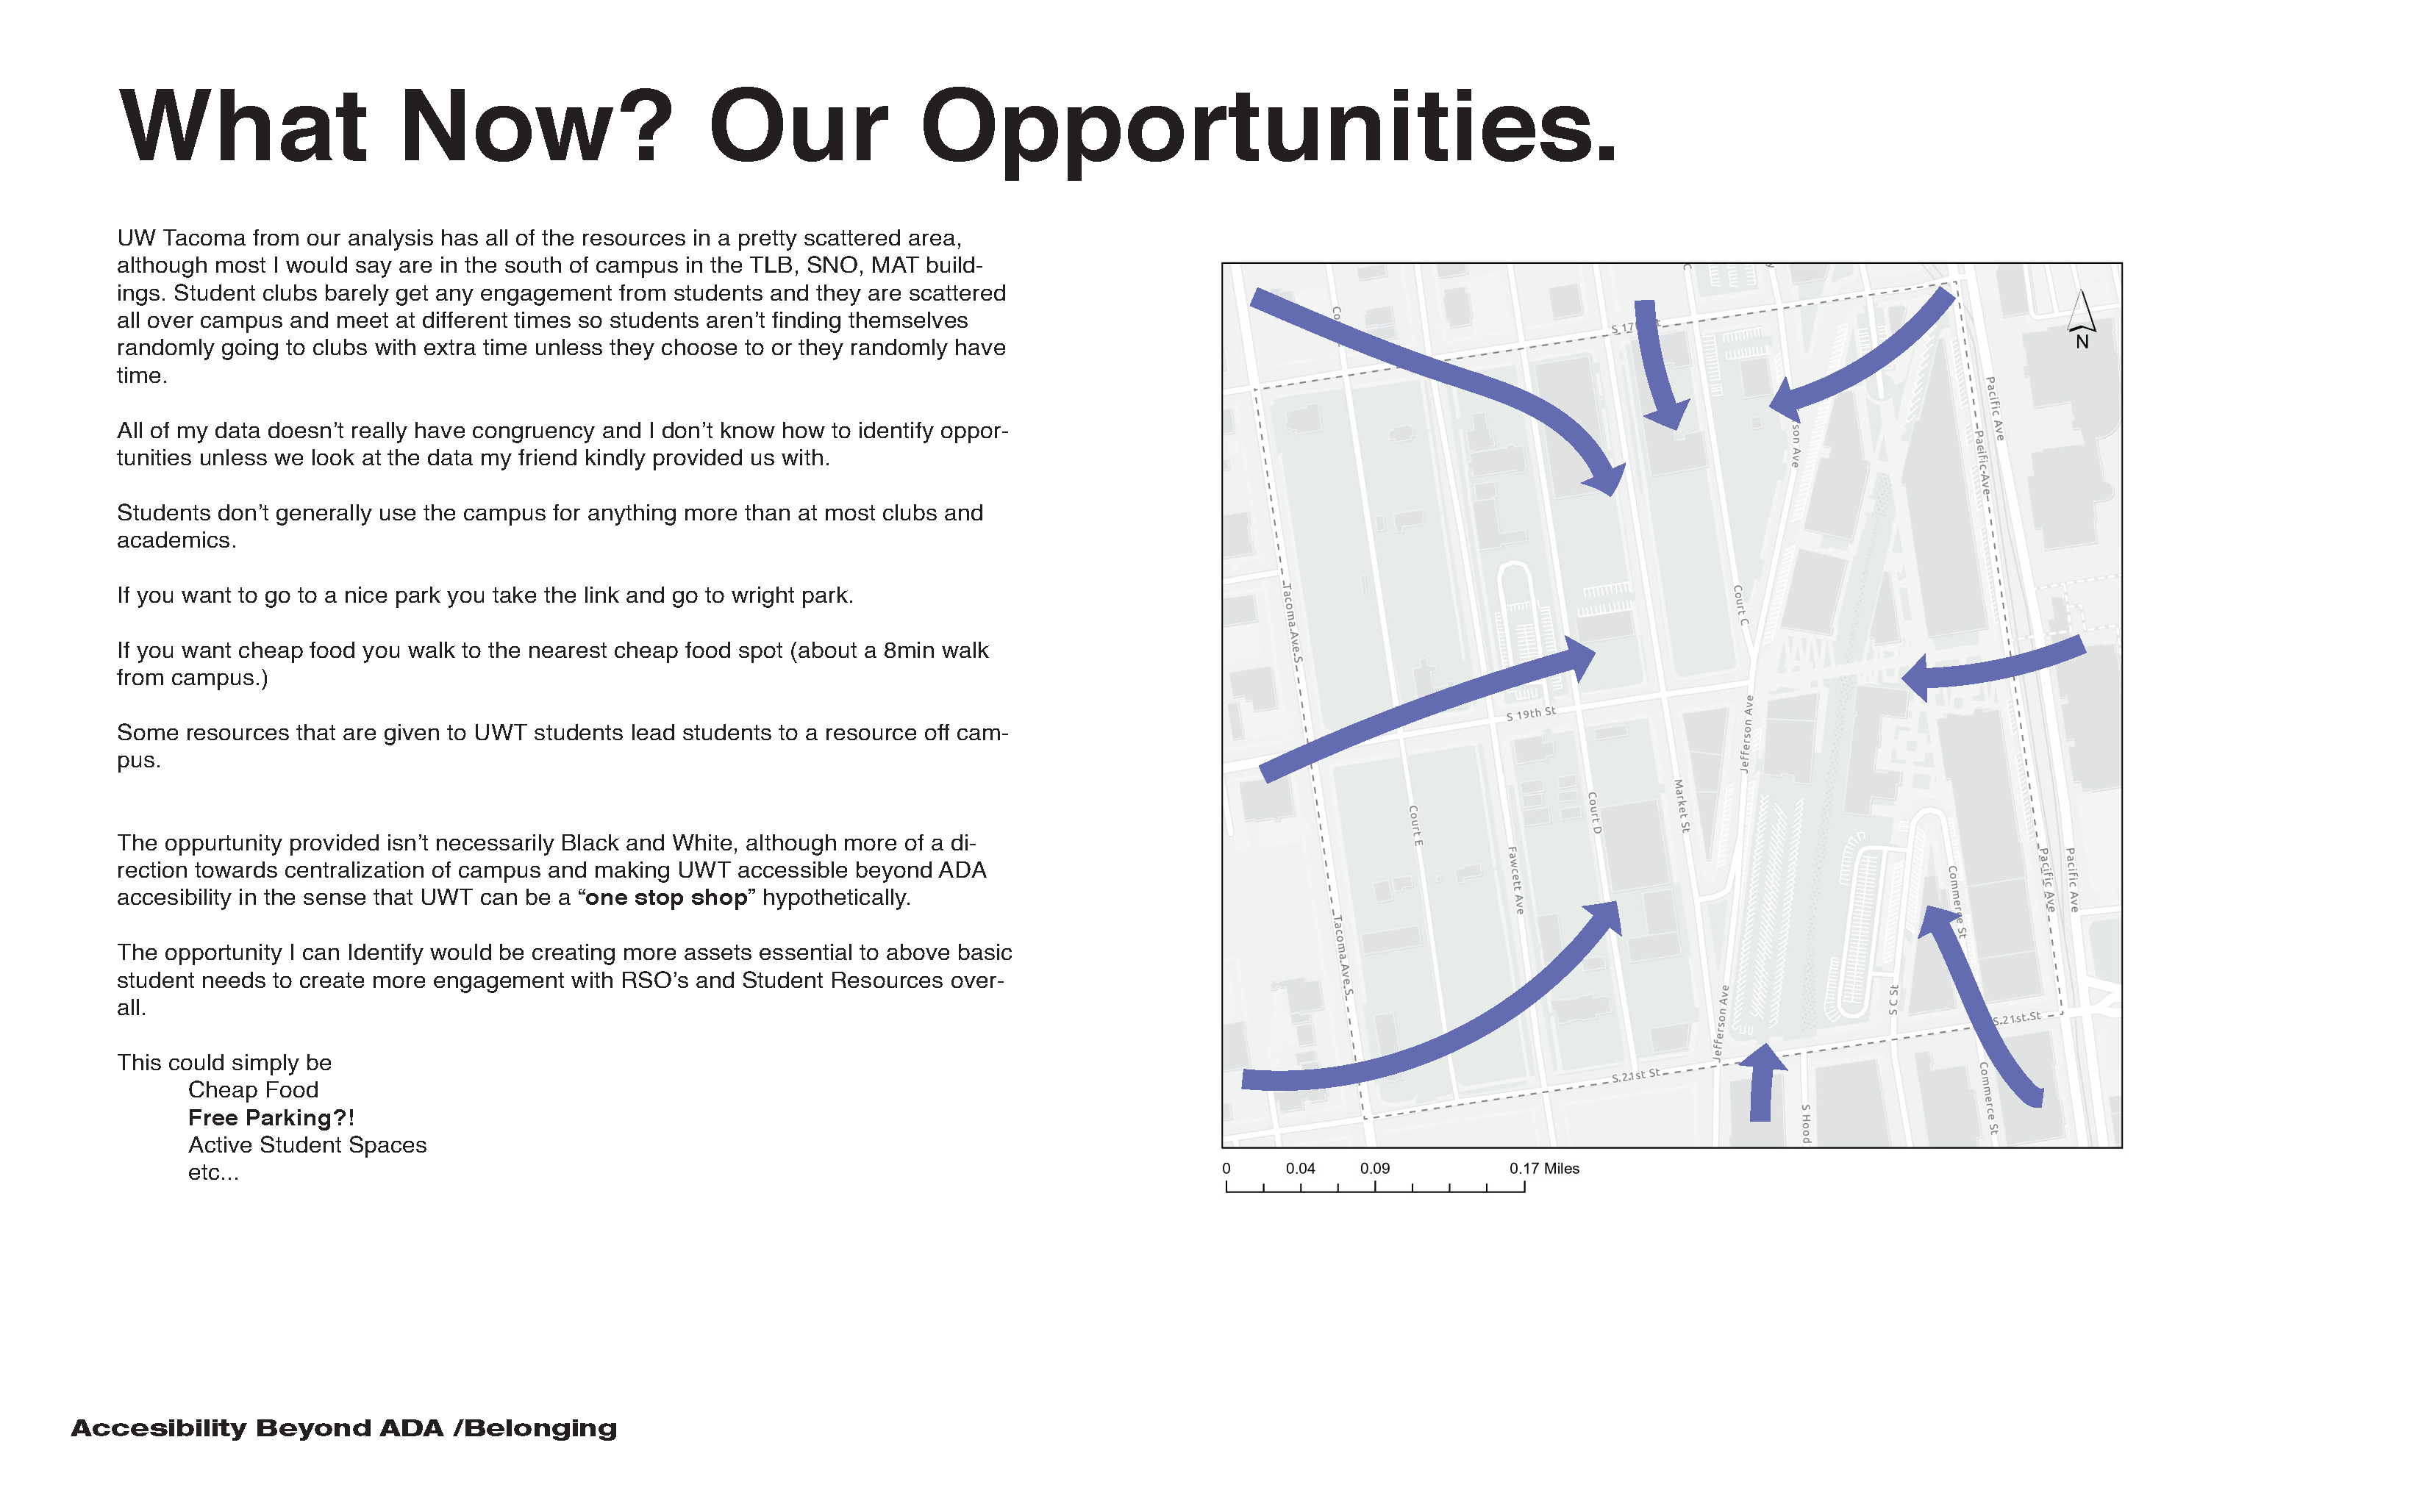 What Now? Our Opportunities.
UW Tacoma from our analysis has all of the resources in a pretty scattered area,
although most I would say are in the south of campus in the TLB, SNO, MAT build-
ings. Student clubs barely get any engagement from students and they are scattered
all over campus and meet at different times so students aren’t finding themselves
randomly going to clubs with extra time unless they choose to or they randomly have
time.
All of my data doesn’t really have congruency and I don’t know how to identify oppor-
tunities unless we look at the data my friend kindly provided us with.
Students don’t generally use the campus for anything more than at most clubs and
academics.
If you want to go to a nice park you take the link and go to wright park.
If you want cheap food you walk to the nearest cheap food spot (about a 8min walk
from campus.)
Some resources that are given to UWT students lead students to a resource off cam-
pus.
The oppurtunity provided isn’t necessarily Black and White, although more of a di-
rection towards centralization of campus and making UWT accessible beyond ADA
accesibility in the sense that UWT can be a “one stop shop” hypothetically.
The opportunity I can Identify would be creating more assets essential to above basic
student needs to create more engagement with RSO’s and Student Resources over-
all.
This could simply be
Cheap Food
Free Parking?!
Active Student Spaces
etc...
N
Pacific Ave
Pacific Ave
son Ave
Court C
Tacoma Ave S
S 19th St
Jefferson Ave
Market St
Court D
Court E
Fawcett Ave
Commerce St
Pacific Ave
Pacific Ave
Tacoma Ave S
Jefferson Ave
S C St
S 21st St
S 21st St
Commerce St
S Hood
0 0.04 0.09 0.17 Miles
Accesibility Beyond ADA /Belonging